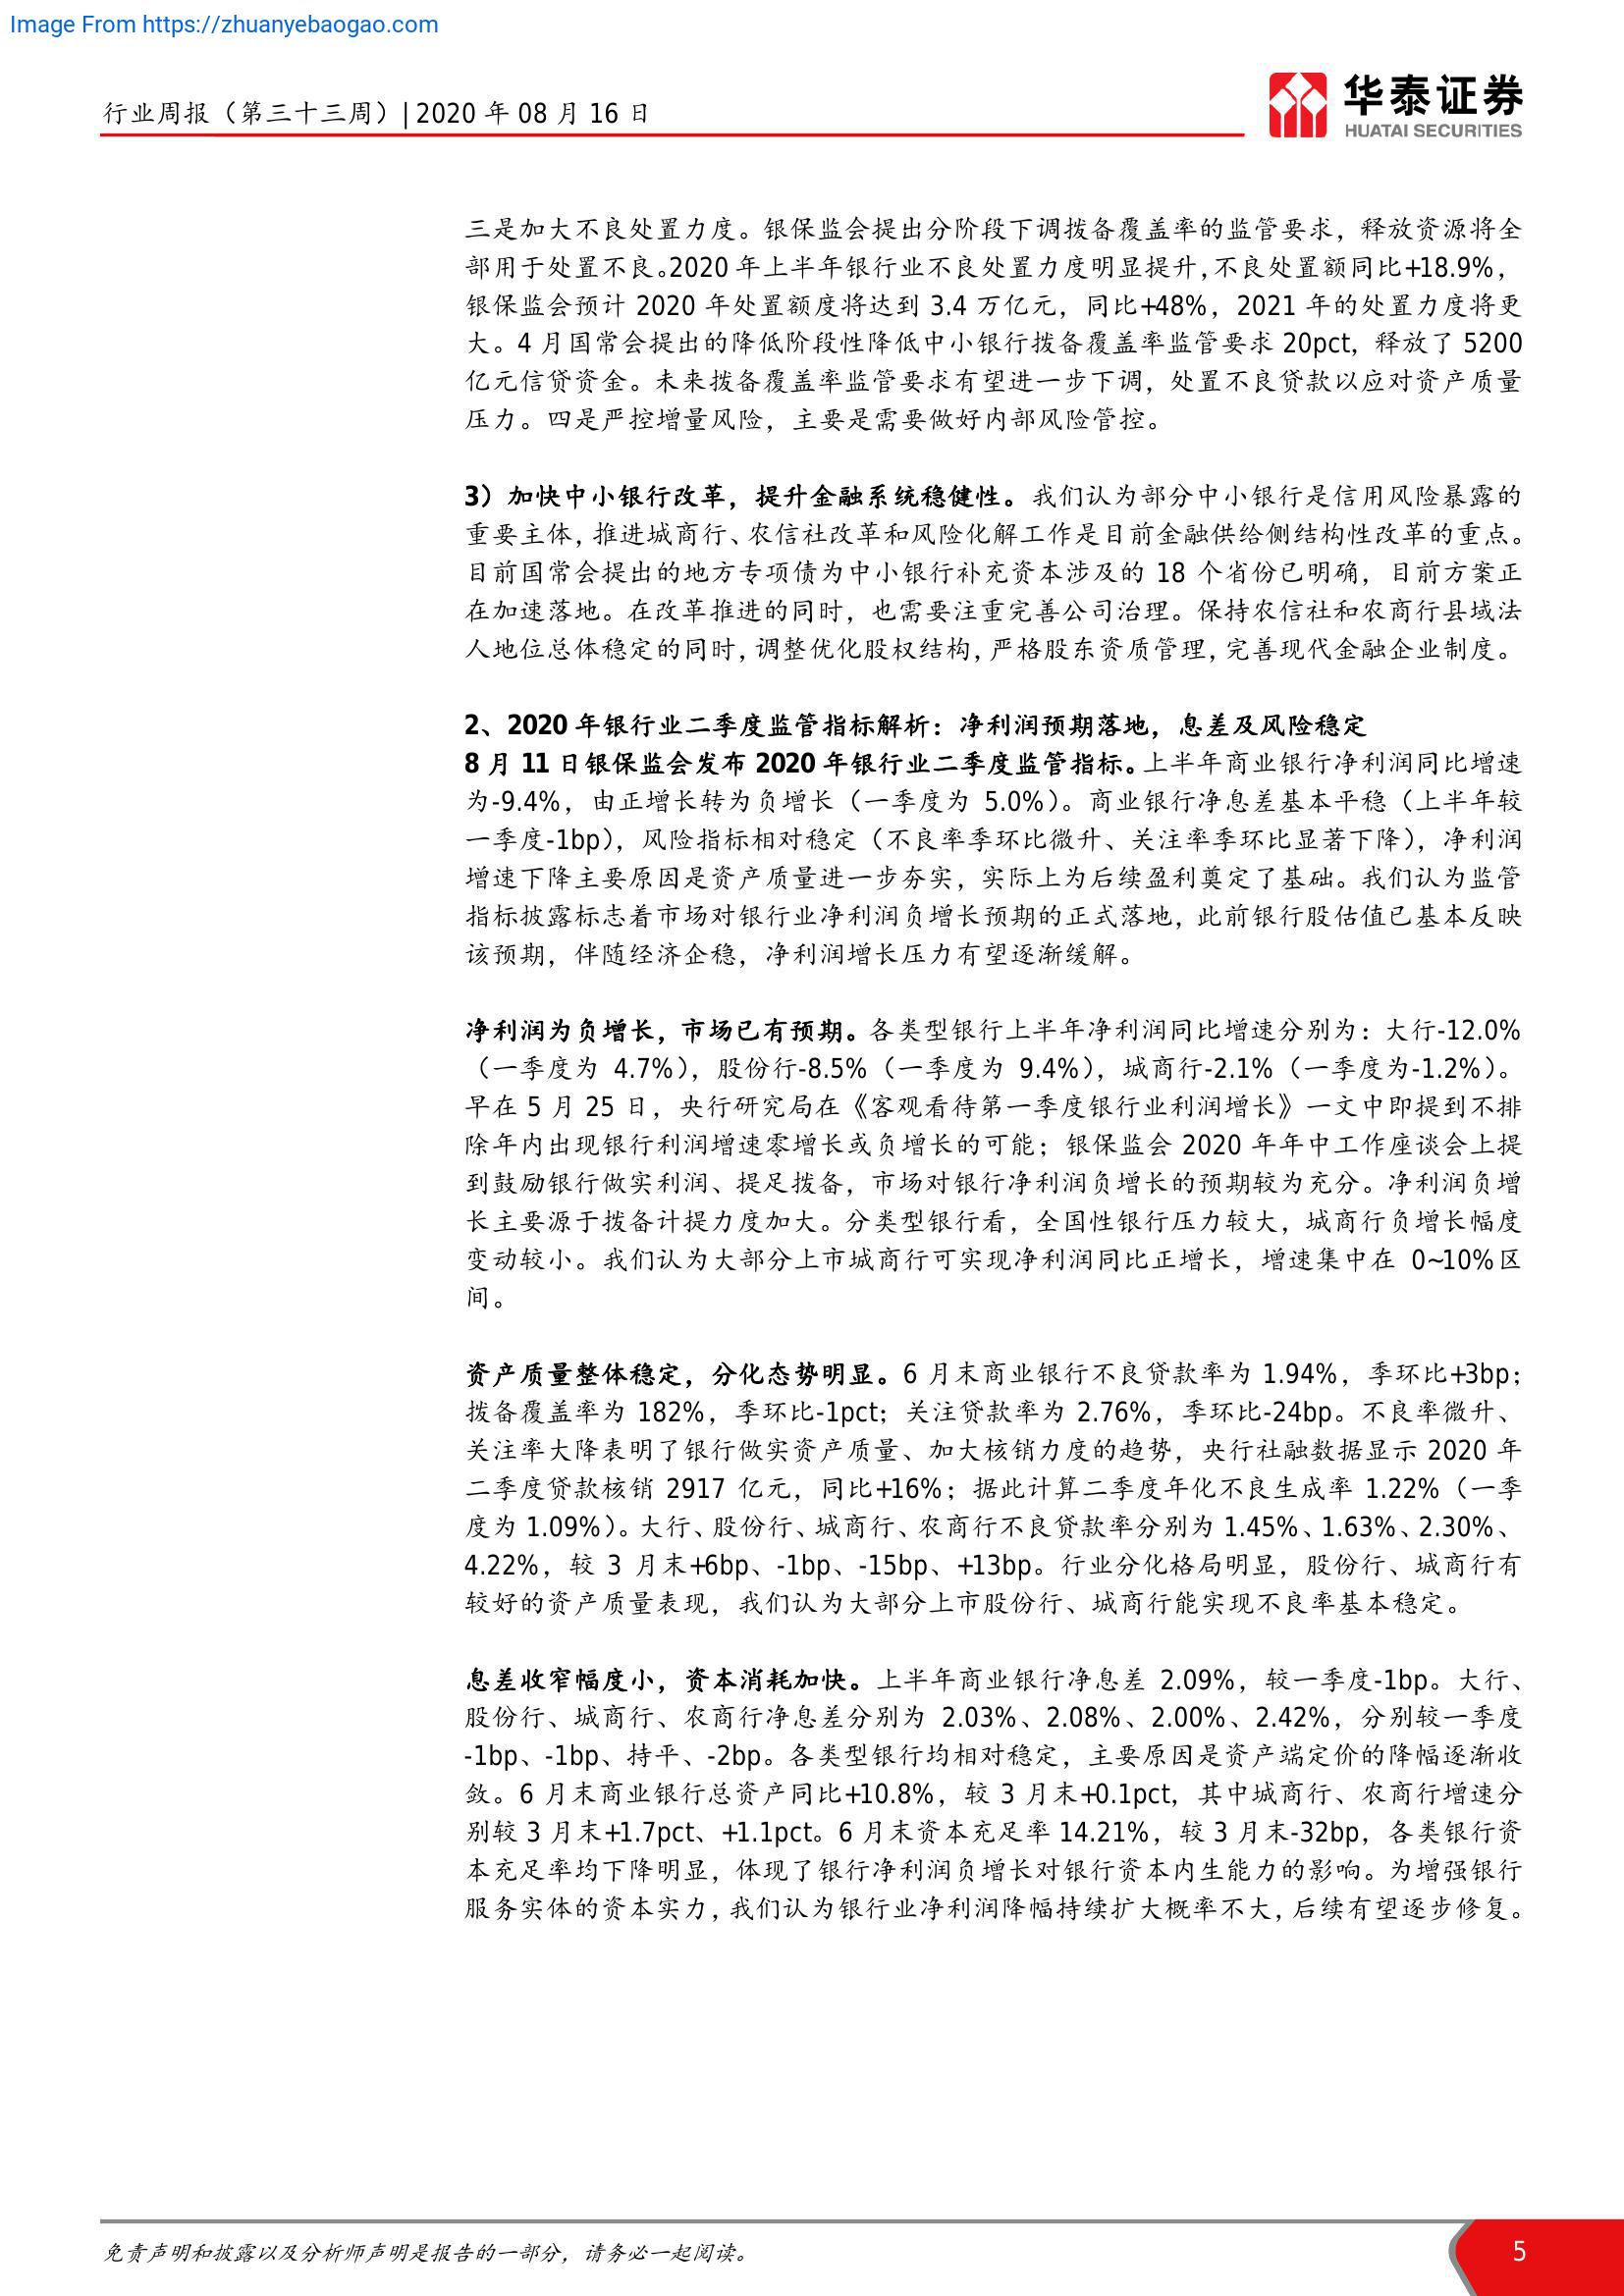 Image From https://zhuanyebaogao.com
行业周报（第三十三周）| 2020 年 08 月 16 日
华泰证券
HUATAI SECURITIES
三是加大不良处置力度。银保监会提出分阶段下调拨备覆盖率的监管要求，释放资源将全
部用于处置不良。2020 年上半年银行业不良处置力度明显提升，不良处置额同比+18.9%，
银保监会预计 2020 年处置额度将达到 3.4 万亿元，同比+48%，2021 年的处置力度将更
大。4 月国常会提出的降低阶段性降低中小银行拨备覆盖率监管要求 20pct，释放了 5200
亿元信贷资金。未来拨备覆盖率监管要求有望进一步下调，处置不良贷款以应对资产质量
压力。四是严控增量风险，主要是需要做好内部风险管控。
3）加快中小银行改革，提升金融系统稳健性。我们认为部分中小银行是信用风险暴露的
重要主体，推进城商行、农信社改革和风险化解工作是目前金融供给侧结构性改革的重点。
目前国常会提出的地方专项债为中小银行补充资本涉及的 18 个省份已明确，目前方案正
在加速落地。在改革推进的同时，也需要注重完善公司治理。保持农信社和农商行县域法
人地位总体稳定的同时，调整优化股权结构，严格股东资质管理，完善现代金融企业制度。
2、2020 年银行业二季度监管指标解析：净利润预期落地，息差及风险稳定
8 月 11 日银保监会发布 2020 年银行业二季度监管指标。上半年商业银行净利润同比增速
为-9.4%，由正增长转为负增长（一季度为 5.0%）。商业银行净息差基本平稳（上半年较
一季度-1bp），风险指标相对稳定（不良率季环比微升、关注率季环比显著下降），净利润
增速下降主要原因是资产质量进一步夯实，实际上为后续盈利奠定了基础。我们认为监管
指标披露标志着市场对银行业净利润负增长预期的正式落地，此前银行股估值已基本反映
该预期，伴随经济企稳，净利润增长压力有望逐渐缓解。
净利润为负增长，市场已有预期。各类型银行上半年净利润同比增速分别为：大行-12.0%
（一季度为 4.7%），股份行-8.5%（一季度为 9.4%），城商行-2.1%（一季度为-1.2%）。
早在 5 月 25 日，央行研究局在《客观看待第一季度银行业利润增长》一文中即提到不排
除年内出现银行利润增速零增长或负增长的可能；银保监会 2020 年年中工作座谈会上提
到鼓励银行做实利润、提足拨备，市场对银行净利润负增长的预期较为充分。净利润负增
长主要源于拨备计提力度加大。分类型银行看，全国性银行压力较大，城商行负增长幅度
变动较小。我们认为大部分上市城商行可实现净利润同比正增长，增速集中在 0~10%区
间。
资产质量整体稳定，分化态势明显。6 月末商业银行不良贷款率为 1.94%，季环比+3bp；
拨备覆盖率为 182%，季环比-1pct；关注贷款率为 2.76%，季环比-24bp。不良率微升、
关注率大降表明了银行做实资产质量、加大核销力度的趋势，央行社融数据显示 2020 年
二季度贷款核销 2917 亿元，同比+16%；据此计算二季度年化不良生成率 1.22%（一季
度为 1.09%）。大行、股份行、城商行、农商行不良贷款率分别为 1.45%、1.63%、2.30%、
4.22%，较 3 月末+6bp、-1bp、-15bp、+13bp。行业分化格局明显，股份行、城商行有
较好的资产质量表现，我们认为大部分上市股份行、城商行能实现不良率基本稳定。
息差收窄幅度小，资本消耗加快。上半年商业银行净息差 2.09%，较一季度-1bp。大行、
股份行、城商行、农商行净息差分别为 2.03%、2.08%、2.00%、2.42%，分别较一季度
-1bp、-1bp、持平、-2bp。各类型银行均相对稳定，主要原因是资产端定价的降幅逐渐收
敛。6 月末商业银行总资产同比+10.8%，较 3 月末+0.1pct，其中城商行、农商行增速分
别较 3 月末+1.7pct、+1.1pct。6 月末资本充足率 14.21%，较 3 月末-32bp，各类银行资
本充足率均下降明显，体现了银行净利润负增长对银行资本内生能力的影响。为增强银行
服务实体的资本实力，我们认为银行业净利润降幅持续扩大概率不大，后续有望逐步修复。
免责声明和披露以及分析师声明是报告的一部分，请务必一起阅读。
5